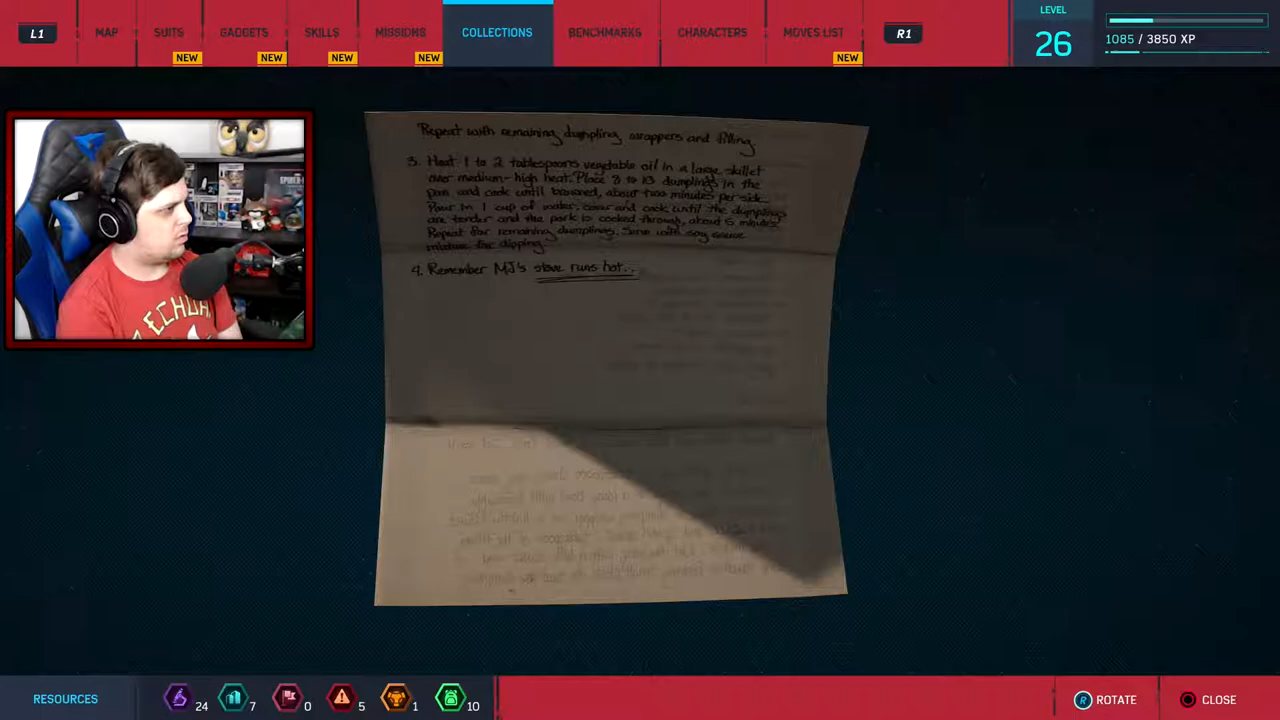 L1
MAP
SUITS
NEW
GADGETS
NEW
SKILLS
NEW
MISSIONS
NEW
COLLECTIONS
BENCHMARKS
CHARACTERS
MOVES LIST
NEW
R1
LEVEL
26
1085 / 3850 XP
Repeat with remaining dumpling wrappers and filling.
3. Heat 1 to 2 tablespoons vegetable oil in a large skillet
over medium-high heat. Place 8 to 13 dumplings in the
pan and cook until browned, about two minutes per side.
Pour in 1 cup of water, cover and cook until the dumplings
are tender and the pork is cooked through, about 5 minutes.
Repeat for remaining dumplings. Serve with soy sauce
mixture for dipping.
4. Remember MJ's stove runs hot...
RESOURCES
24
7
0
5
1
10
R ROTATE
CLOSE